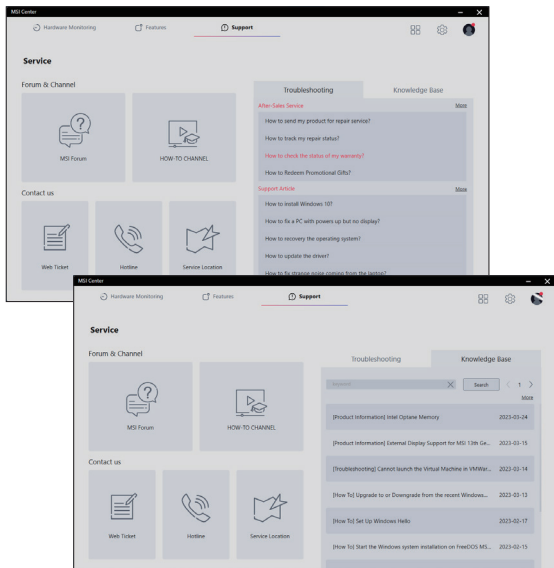 MSI Center
Hardware Monitoring
Features
Support
Service
Forum & Channel
MSI Forum
HOW-TO CHANNEL
Contact us
Web Ticket
Hotline
Service Location
Troubleshooting
Knowledge Base
After-Sales Service
More
How to send my product for repair service?
How to track my repair status?
How to check the status of my warranty?
How to Redeem Promotional Gifts?
Support Article
More
How to install Windows 10?
How to fix a PC with powers up but no display?
How to recovery the operating system?
How to update the driver?
How to fix strange noise coming from the laptop?
MSI Center
Hardware Monitoring
Features
Support
Service
Forum & Channel
MSI Forum
HOW-TO CHANNEL
Contact us
Web Ticket
Hotline
Service Location
Troubleshooting
Knowledge Base
Search
1
More
[Product Information] Intel Optane Memory
2023-03-24
[Product Information] External Display Support for MSI 13th Ge...
2023-03-15
[Troubleshooting] Cannot launch the Virtual Machine in VMWar...
2023-03-14
[How To] Upgrade to or Downgrade from the recent Windows...
2023-03-13
[How To] Set Up Windows Hello
2023-02-17
[How To] Start the Windows system installation on FreeDOS MS...
2023-02-15